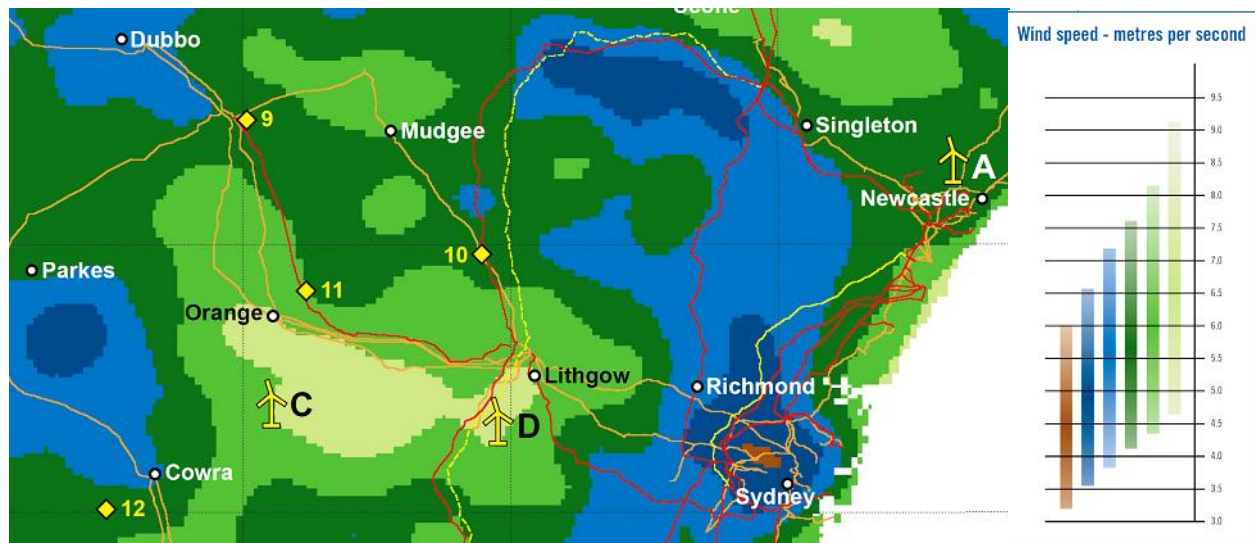 Scone
Dubbo
9
Mudgee
Singleton
A
Newcastle
10
Parkes
11
Orange
Lithgow
Richmond
C
D
Cowra
Sydney
12
Wind speed - metres per second
9.5
9.0
8.5
8.0
7.5
7.0
6.5
6.0
5.5
5.0
4.5
4.0
3.5
3.0